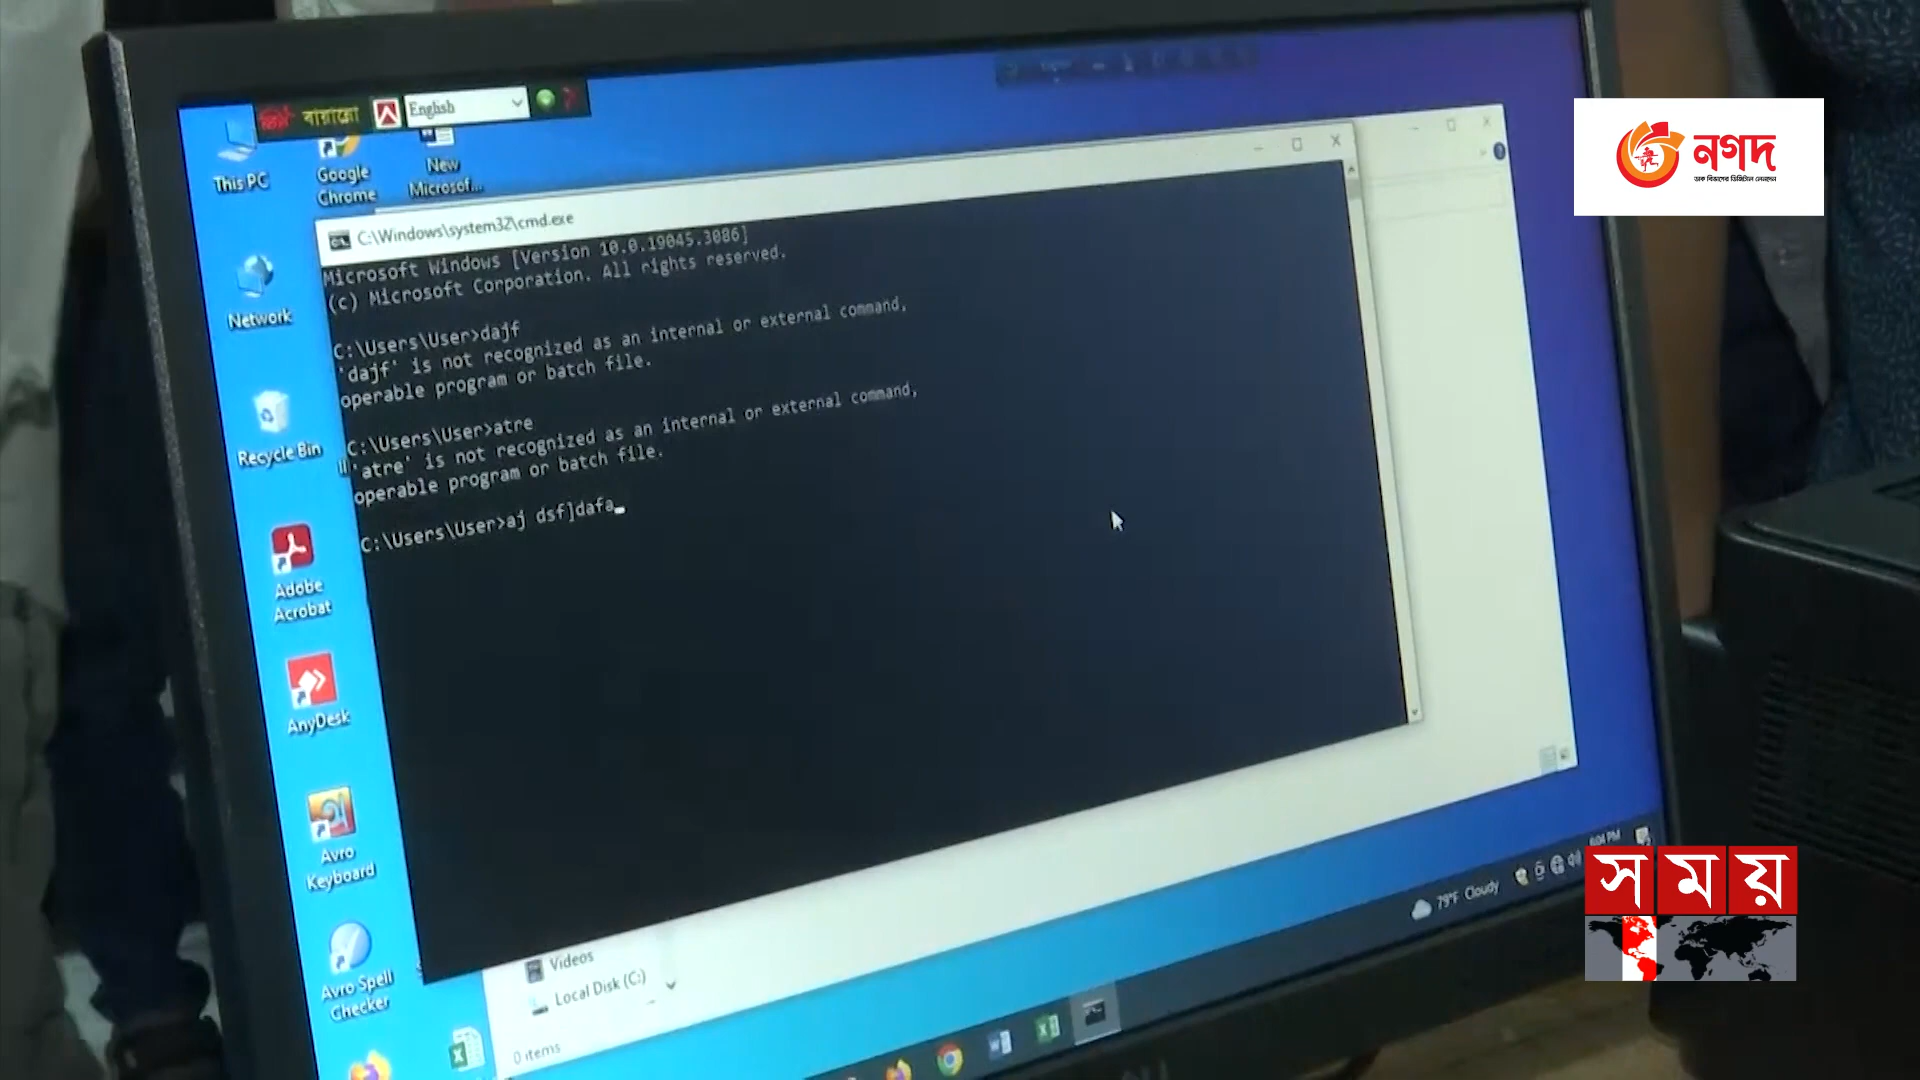 বায়ান্নো
English
This PC
Google
Chrome
New
Microsof...
Network
Recycle Bin
Adobe
Acrobat
AnyDesk
Avro
Keyboard
Avro Spell
Checker
C:\Windows\system32\cmd.exe
Microsoft Windows [Version 10.0.19045.3086]
(c) Microsoft Corporation. All rights reserved.
C:\Users\User>dajf
'dajf' is not recognized as an internal or external command,
operable program or batch file.
C:\Users\User>atre
'atre' is not recognized as an internal or external command,
operable program or batch file.
C:\Users\User>aj dsf]dafa
Videos
Local Disk (C:)
0 items
79°F Cloudy
নগদ
ডাক বিভাগের ডিজিটাল লেনদেন
সময়